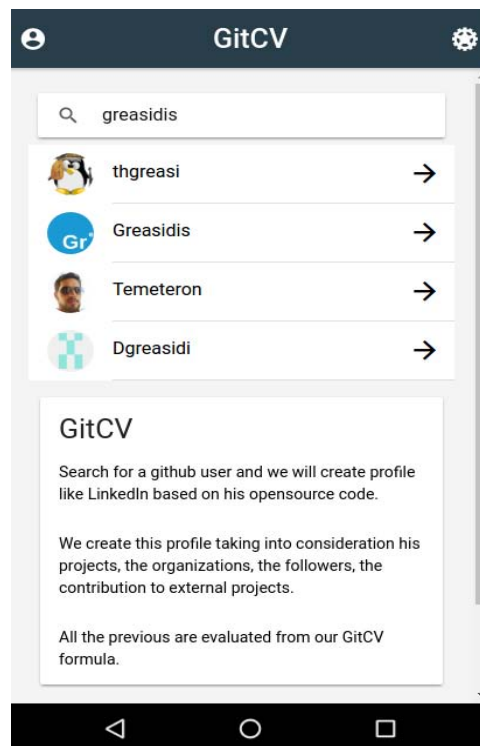 GitCV
greasidis
thgreasi
Gr
Greasidis
Temeteron
Dgreasidi
GitCV
Search for a github user and we will create profile
like LinkedIn based on his opensource code.
We create this profile taking into consideration his
projects, the organizations, the followers, the
contribution to external projects.
All the previous are evaluated from our GitCV
formula.